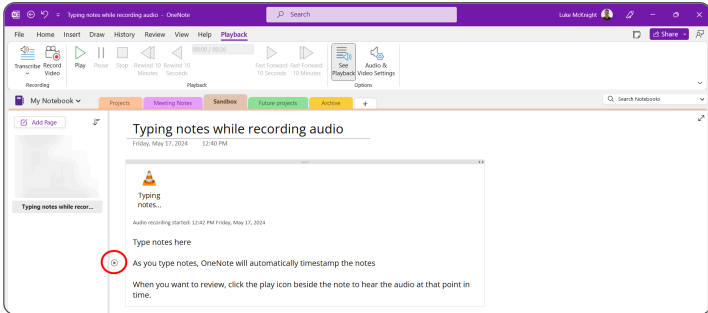 Typing notes while recording audio - OneNote
Search
Luke McKnight
File Home Insert Draw History Review View Help Playback
Share
Transcribe
Record Video
Play
Pause
Stop
Rewind 10 Minutes
Rewind 10 Seconds
00:00 / 00:26
Fast Forward 10 Seconds
Fast Forward 10 Minutes
See Playback
Audio & Video Settings
Recording
Playback
Options
My Notebook
Projects
Meeting Notes
Sandbox
Future projects
Archive
+
Search Notebooks
Add Page
Typing notes while recor...
Typing notes while recording audio
Friday, May 17, 2024 12:40 PM
Typing
notes...
Audio recording started: 12:42 PM Friday, May 17, 2024
Type notes here
As you type notes, OneNote will automatically timestamp the notes
When you want to review, click the play icon beside the note to hear the audio at that point in
time.